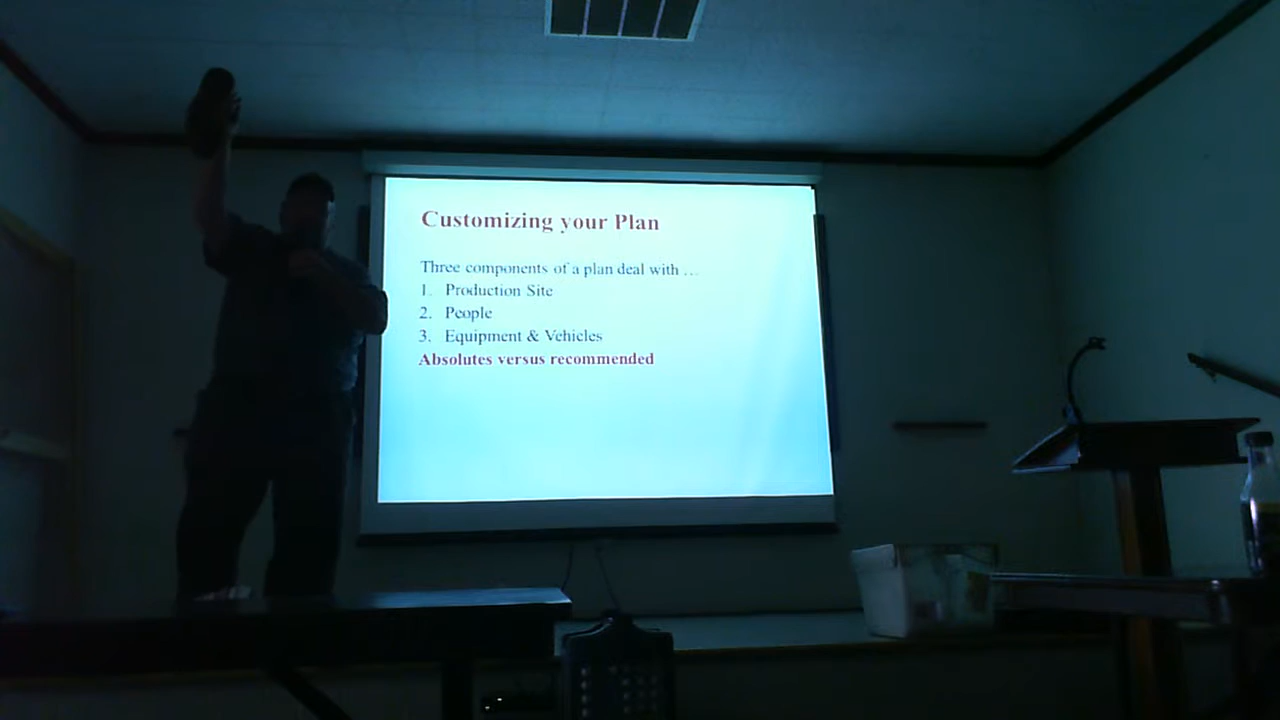 Customizing your Plan
Three components of a plan deal with …
1. Production Site
2. People
3. Equipment & Vehicles
Absolutes versus recommended